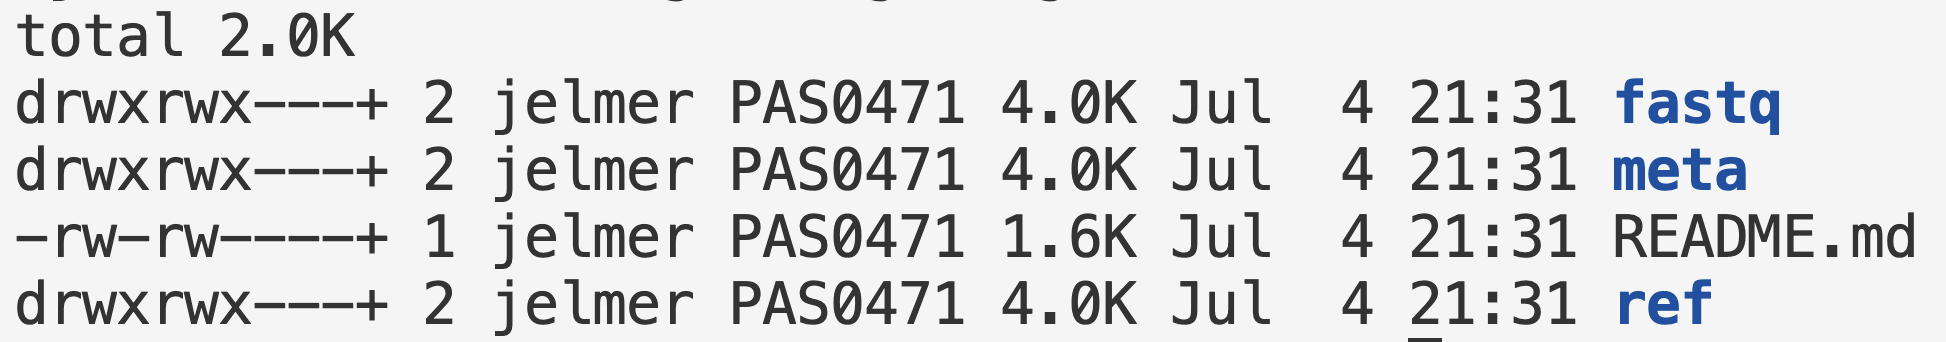 total 2.0K
drwxrwx---+ 2 jelmer PAS0471 4.0K Jul  4 21:31 fastq
drwxrwx---+ 2 jelmer PAS0471 4.0K Jul  4 21:31 meta
-rw-rw----+ 1 jelmer PAS0471 1.6K Jul  4 21:31 README.md
drwxrwx---+ 2 jelmer PAS0471 4.0K Jul  4 21:31 ref